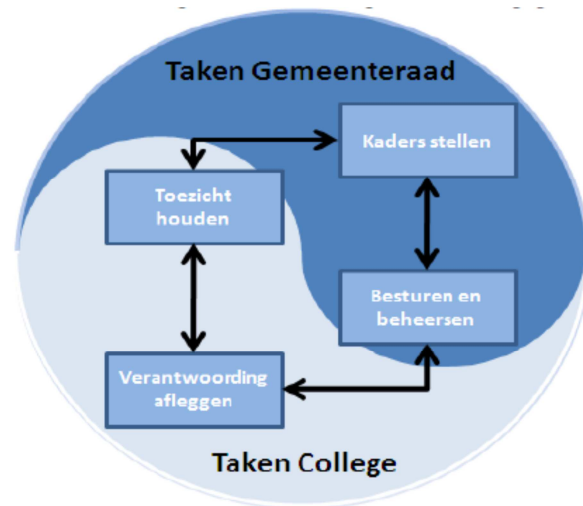 Taken Gemeenteraad
Kaders stellen
Toezicht
houden
Besturen en
beheersen
Verantwoording
afleggen
Taken College